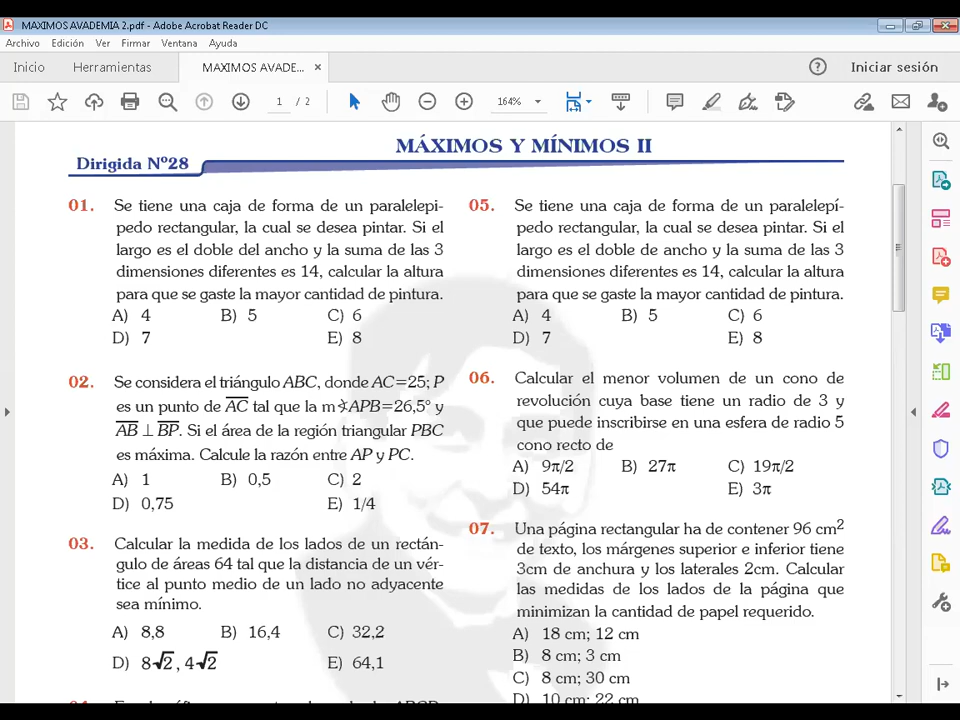 MAXIMOS AVADEMIA 2.pdf - Adobe Acrobat Reader DC
Archivo Edición Ver Firmar Ventana Ayuda
Inicio Herramientas MAXIMOS AVADE... × Iniciar sesión
1 / 2 164%
MÁXIMOS Y MÍNIMOS II
Dirigida Nº28
01. Se tiene una caja de forma de un paralelepi-
pedo rectangular, la cual se desea pintar. Si el
largo es el doble del ancho y la suma de las 3
dimensiones diferentes es 14, calcular la altura
para que se gaste la mayor cantidad de pintura.
A) 4 B) 5 C) 6
D) 7 E) 8
02. Se considera el triángulo ABC, donde AC=25; P
es un punto de A͞C tal que la m∢APB=26,5° y
A͞B ⊥ B͞P. Si el área de la región triangular PBC
es máxima. Calcule la razón entre AP y PC.
A) 1 B) 0,5 C) 2
D) 0,75 E) 1/4
03. Calcular la medida de los lados de un rectán-
gulo de áreas 64 tal que la distancia de un vér-
tice al punto medio de un lado no adyacente
sea mínimo.
A) 8,8 B) 16,4 C) 32,2
D) 8√2 , 4√2 E) 64,1
05. Se tiene una caja de forma de un paralelepí-
pedo rectangular, la cual se desea pintar. Si el
largo es el doble de ancho y la suma de las 3
dimensiones diferentes es 14, calcular la altura
para que se gaste la mayor cantidad de pintura.
A) 4 B) 5 C) 6
D) 7 E) 8
06. Calcular el menor volumen de un cono de
revolución cuya base tiene un radio de 3 y
que puede inscribirse en una esfera de radio 5
cono recto de
A) 9π/2 B) 27π C) 19π/2
D) 54π E) 3π
07. Una página rectangular ha de contener 96 cm²
de texto, los márgenes superior e inferior tiene
3cm de anchura y los laterales 2cm. Calcular
las medidas de los lados de la página que
minimizan la cantidad de papel requerido.
A) 18 cm; 12 cm
B) 8 cm; 3 cm
C) 8 cm; 30 cm
D) 10 cm; 22 cm